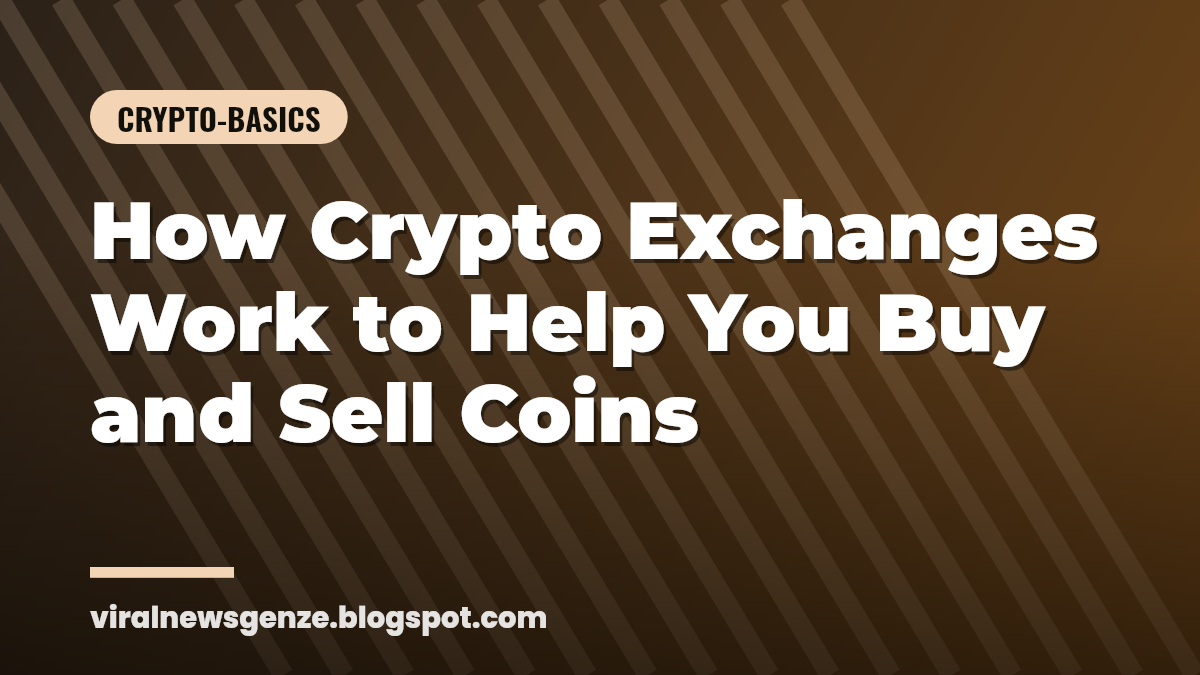 CRYPTO-BASICS
How Crypto Exchanges
Work to Help You Buy
and Sell Coins
viralnewsgenze.blogspot.com